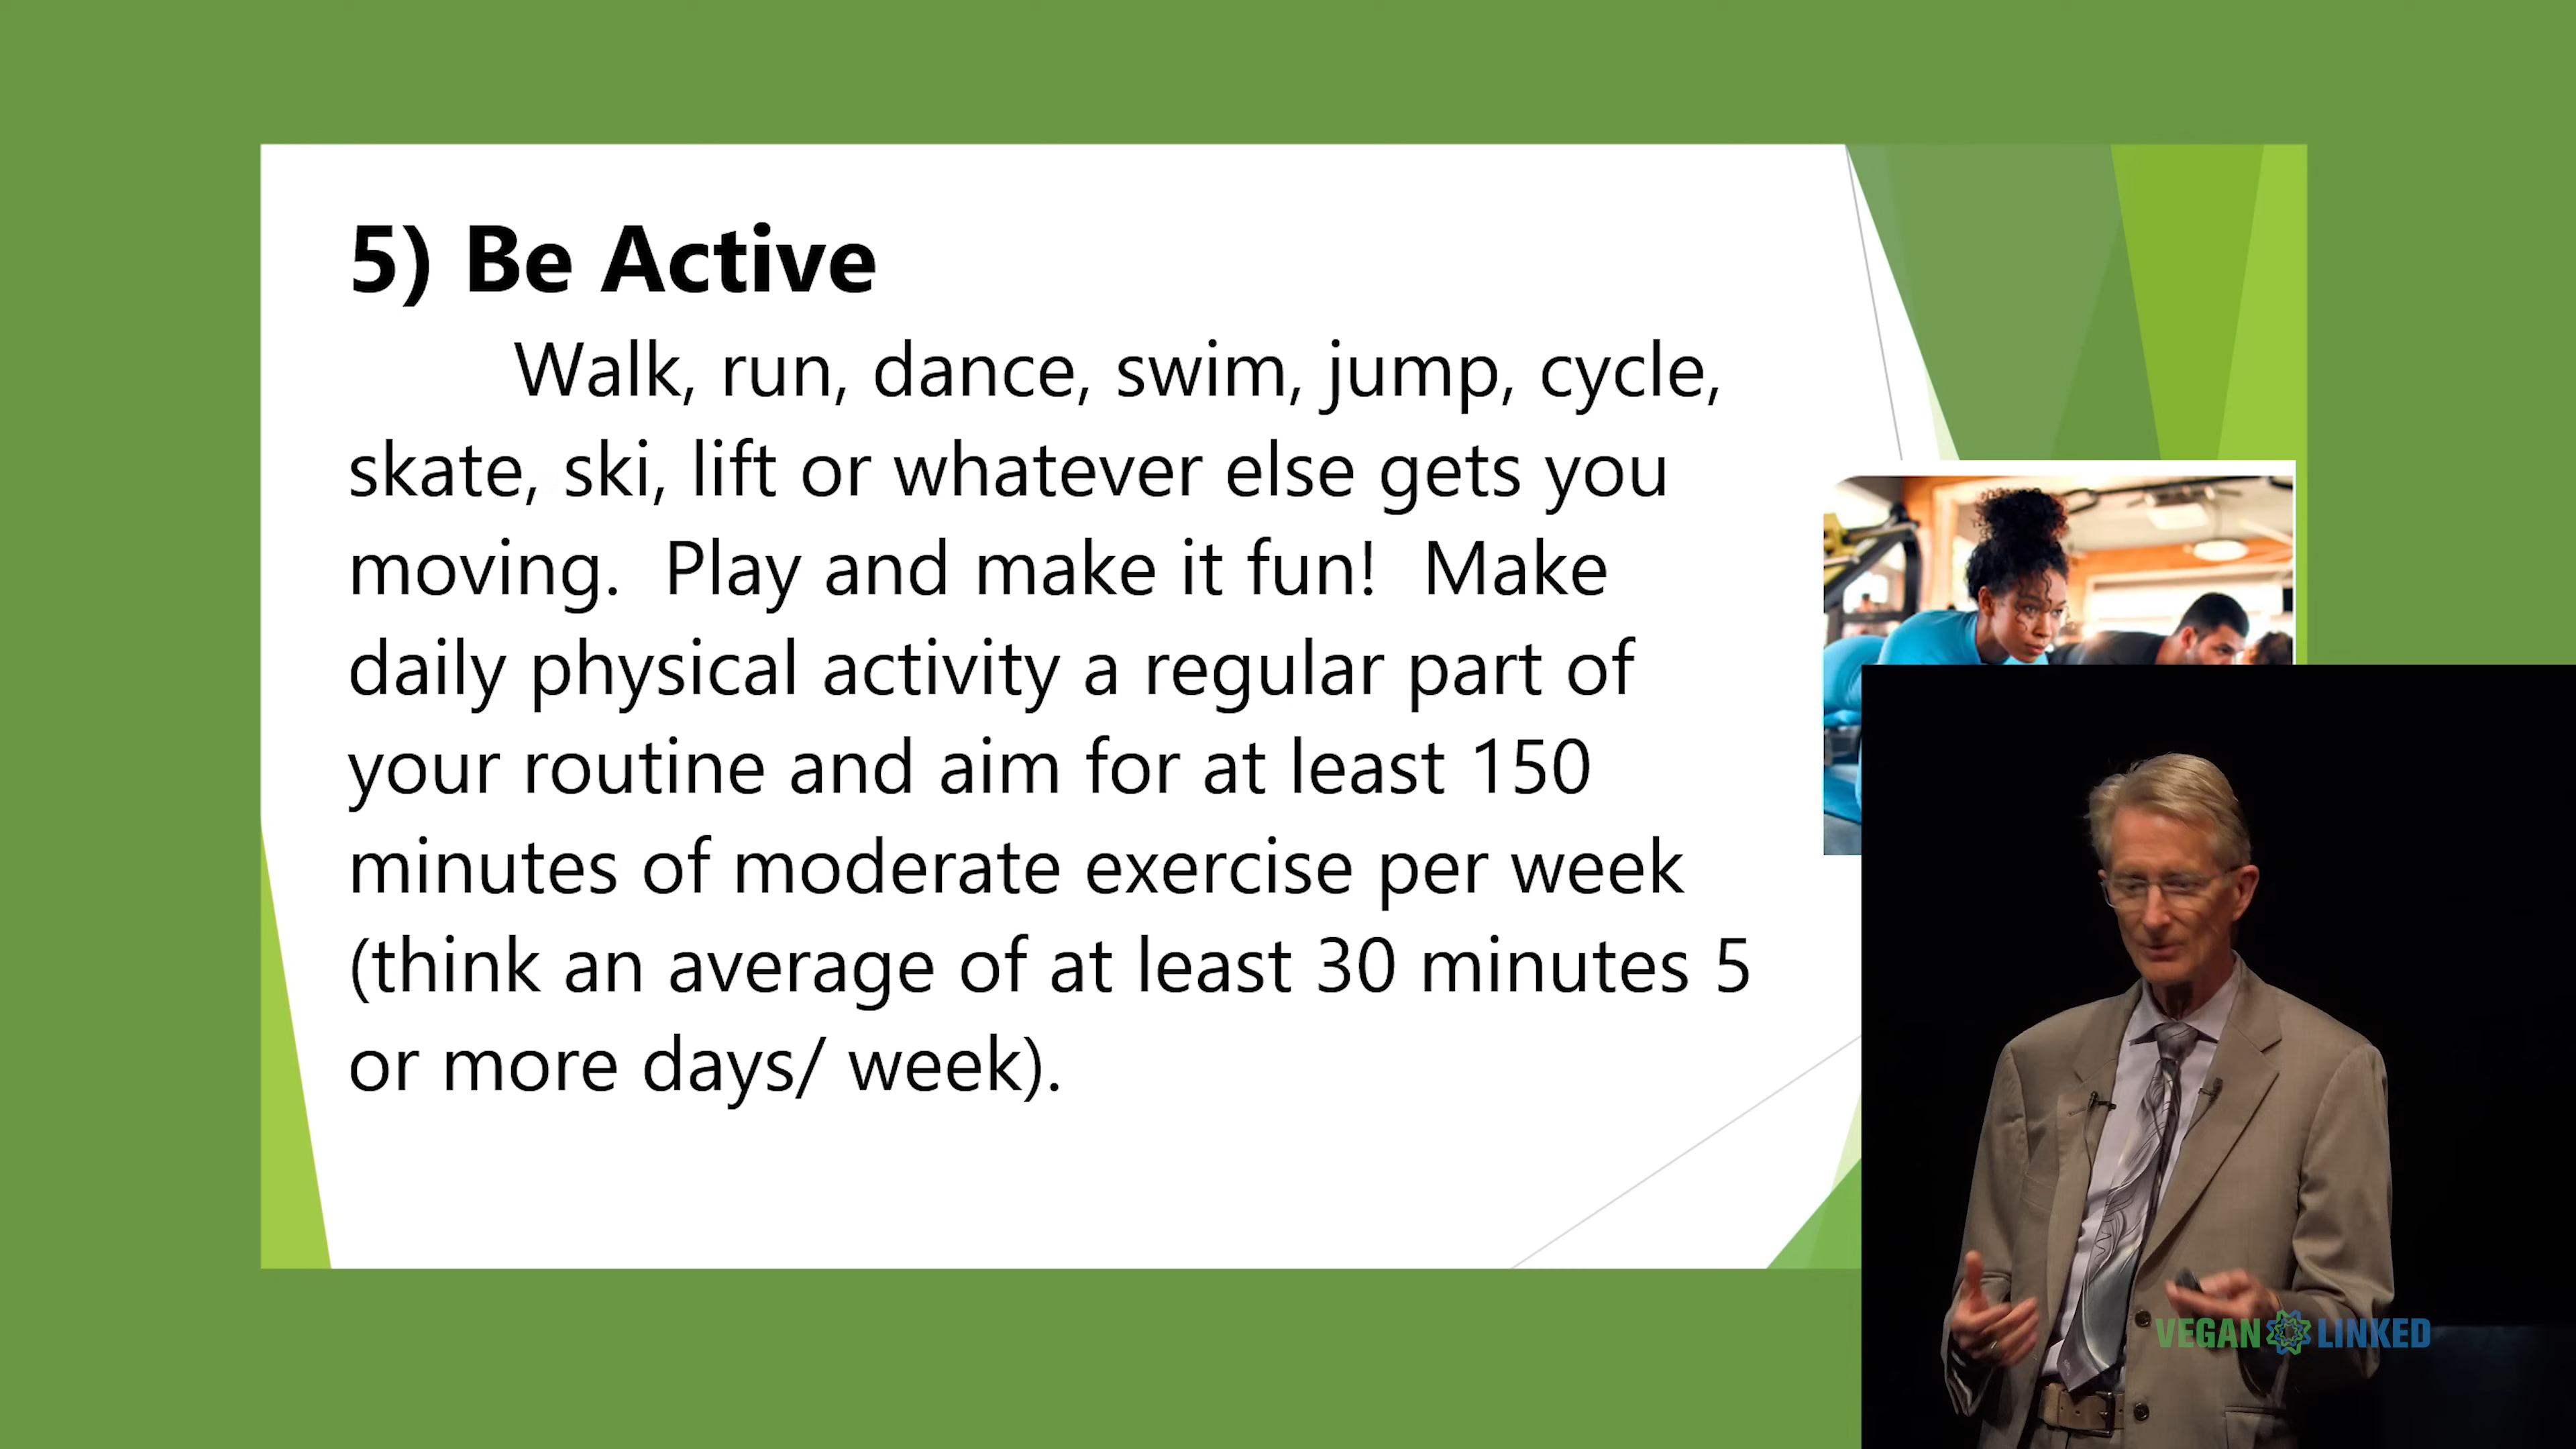 5) Be Active
Walk, run, dance, swim, jump, cycle,
skate, ski, lift or whatever else gets you
moving.  Play and make it fun!  Make
daily physical activity a regular part of
your routine and aim for at least 150
minutes of moderate exercise per week
(think an average of at least 30 minutes 5
or more days/ week).
VEGAN LINKED